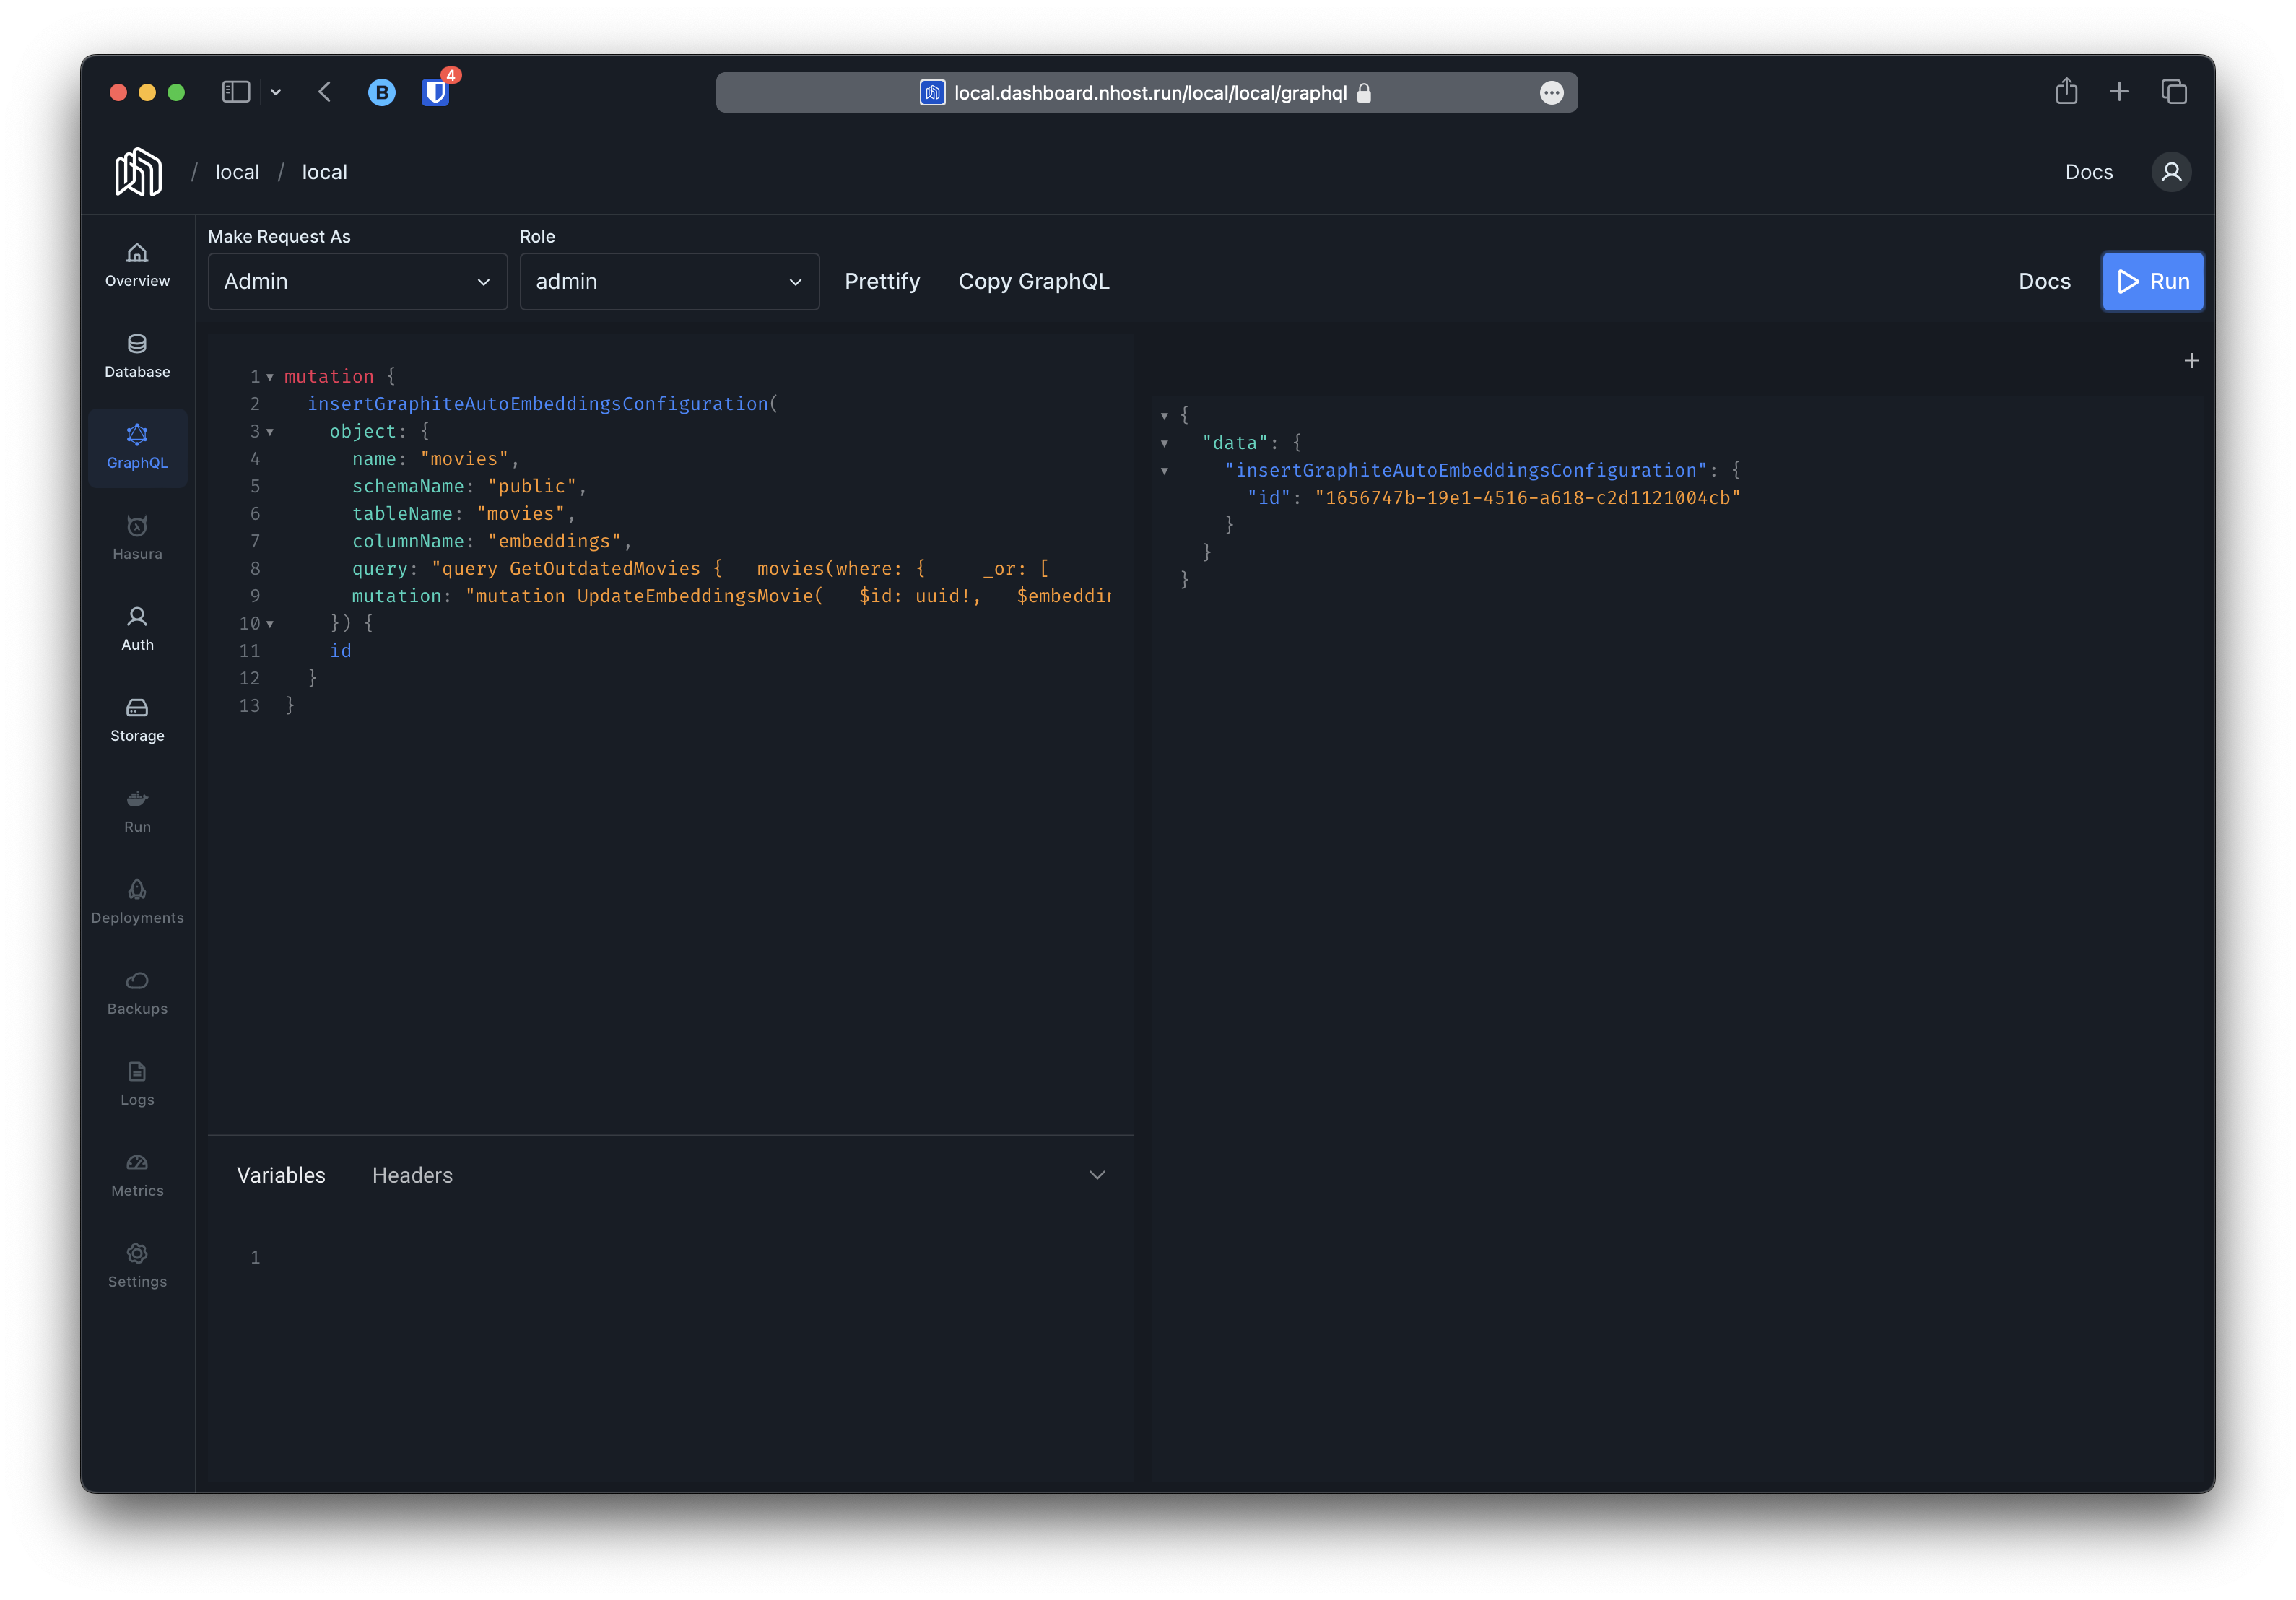 4
B
local.dashboard.nhost.run/local/local/graphql
/ local / local
Docs
Make Request As
Role
Admin
admin
Prettify
Copy GraphQL
Docs
Run
Overview
Database
GraphQL
Hasura
Auth
Storage
Run
Deployments
Backups
Logs
Metrics
Settings
1 mutation {
2 insertGraphiteAutoEmbeddingsConfiguration(
3 object: {
4 name: "movies",
5 schemaName: "public",
6 tableName: "movies",
7 columnName: "embeddings",
8 query: "query GetOutdatedMovies {   movies(where: {     _or: [
9 mutation: "mutation UpdateEmbeddingsMovie(   $id: uuid!,   $embeddin
10 }) {
11 id
12 }
13 }
+
{
"data": {
"insertGraphiteAutoEmbeddingsConfiguration": {
"id": "1656747b-19e1-4516-a618-c2d1121004cb"
}
}
}
Variables
Headers
1